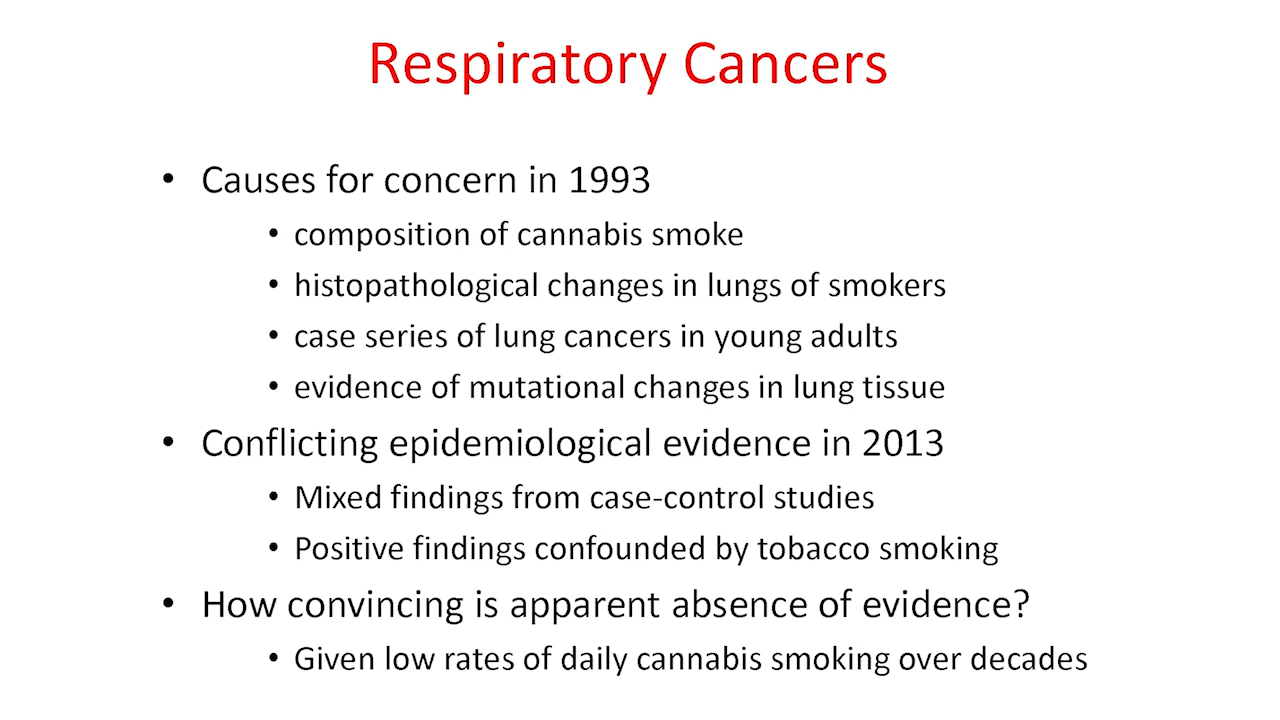 Respiratory Cancers
• Causes for concern in 1993
• composition of cannabis smoke
• histopathological changes in lungs of smokers
• case series of lung cancers in young adults
• evidence of mutational changes in lung tissue
• Conflicting epidemiological evidence in 2013
• Mixed findings from case-control studies
• Positive findings confounded by tobacco smoking
• How convincing is apparent absence of evidence?
• Given low rates of daily cannabis smoking over decades